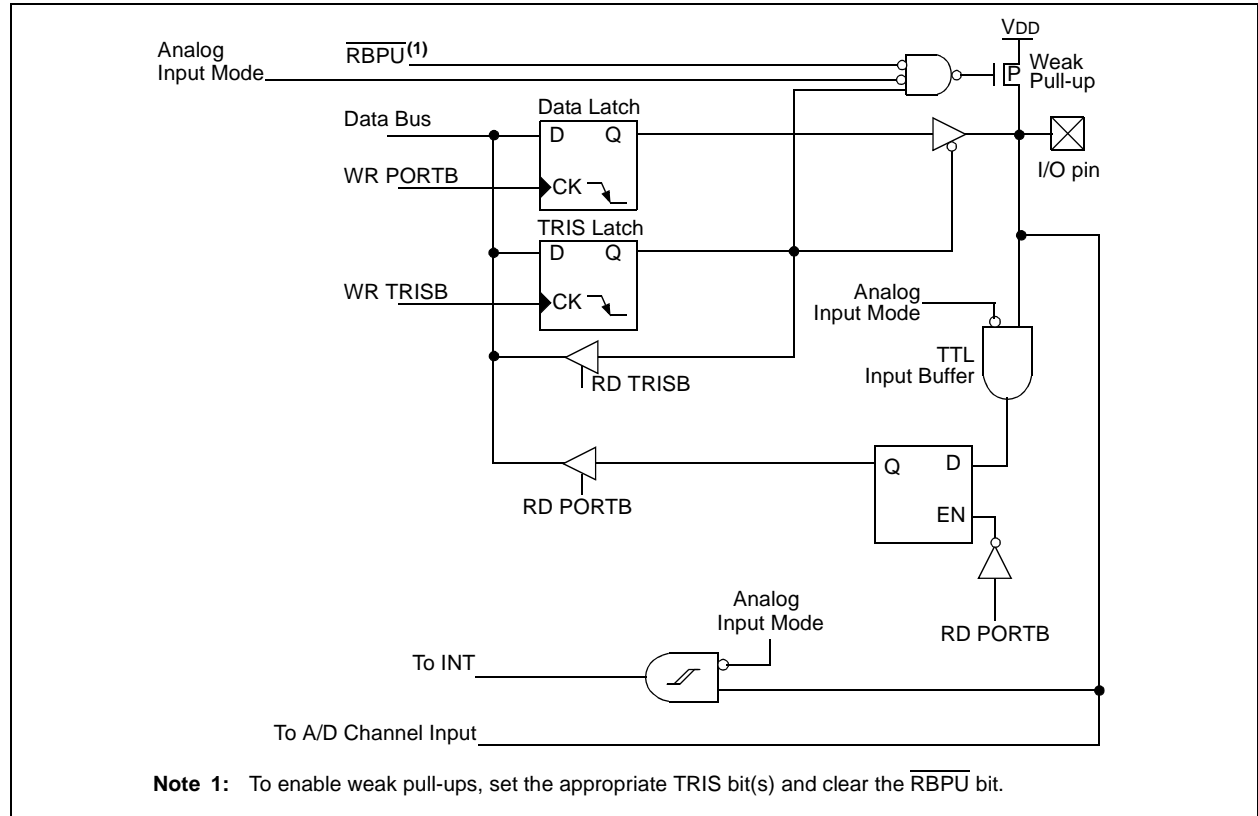 Analog
Input Mode
RBPU(1)
VDD
Weak
Pull-up
P
Data Bus
Data Latch
D Q
WR PORTB
CK
I/O pin
TRIS Latch
D Q
WR TRISB
CK
Analog
Input Mode
TTL
Input Buffer
RD TRISB
Q D
EN
RD PORTB
RD PORTB
Analog
Input Mode
To INT
To A/D Channel Input
Note 1: To enable weak pull-ups, set the appropriate TRIS bit(s) and clear the RBPU bit.